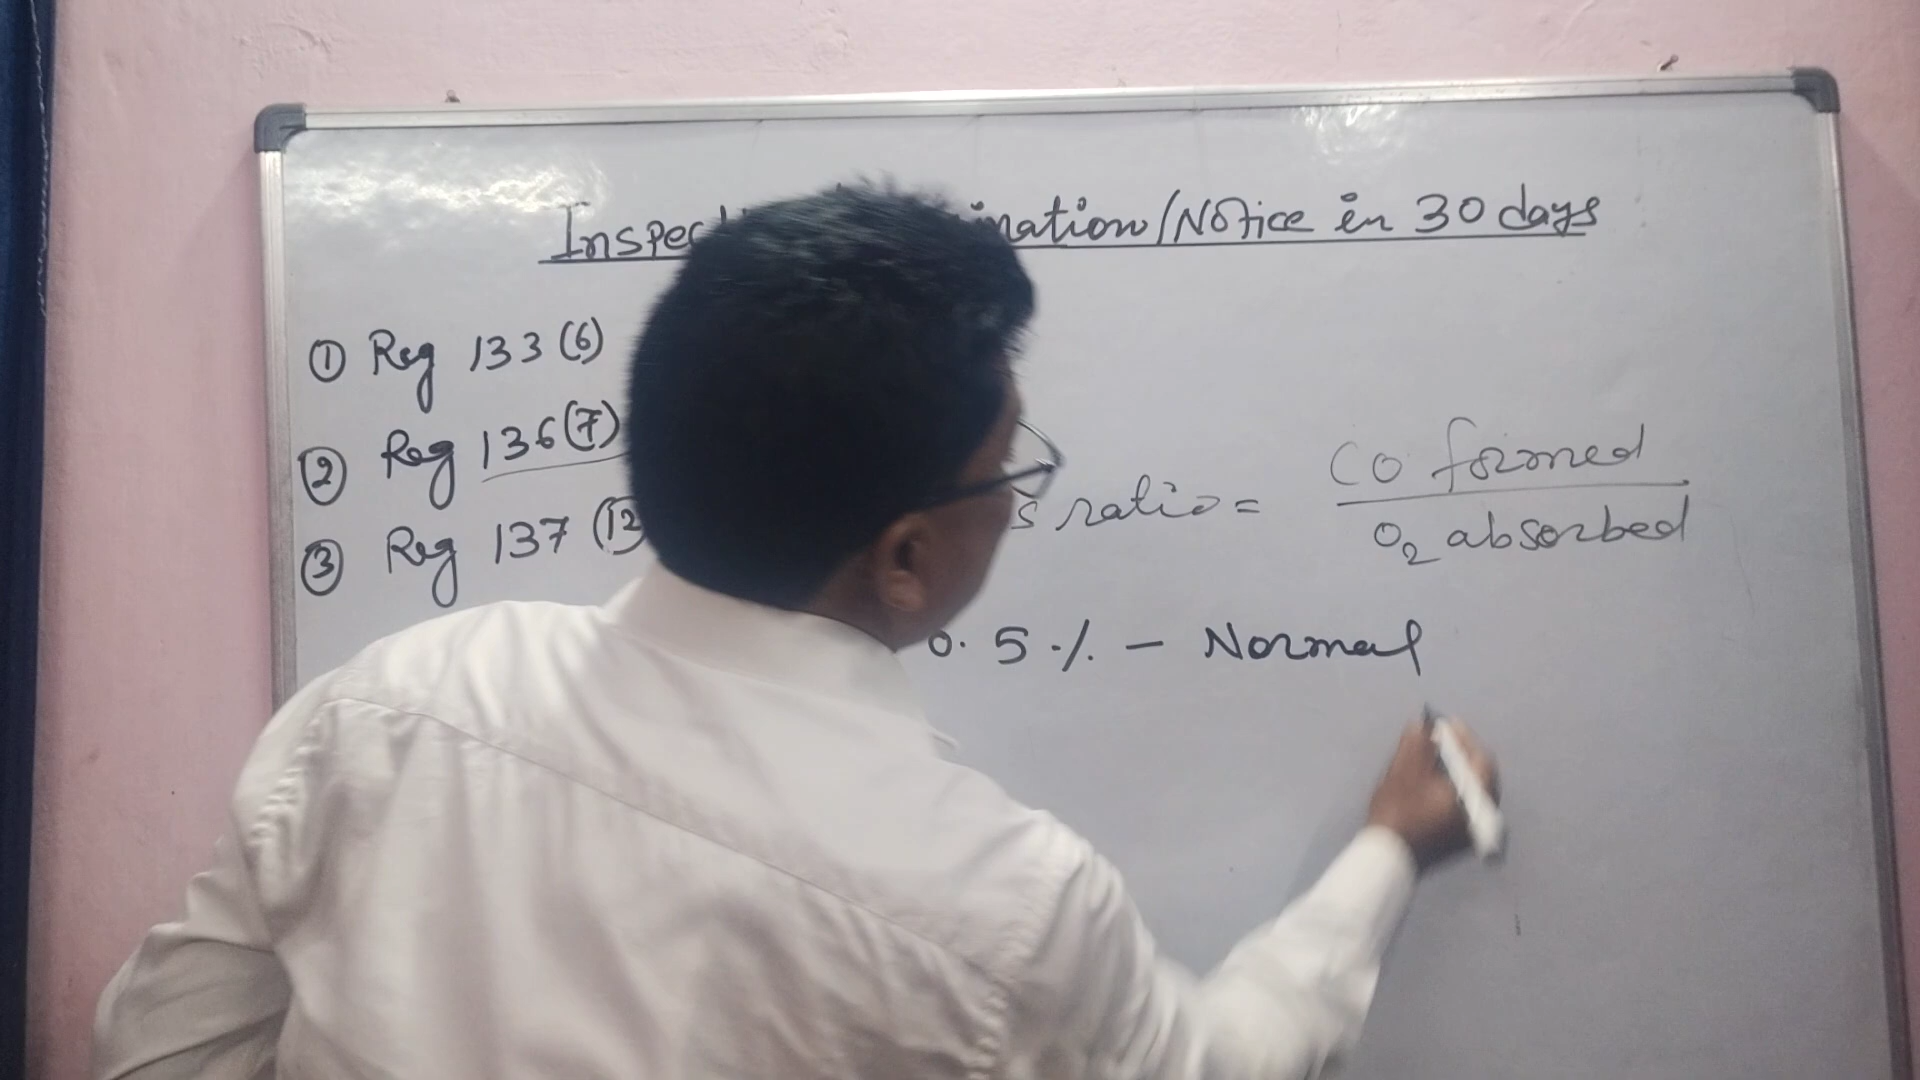 Inspec ination/Notice in 30 days
① Reg 133 (6)
② Reg 136 (7)
③ Reg 137 (12
s ratio = CO formed
O2 absorbed
0.5% - Normal